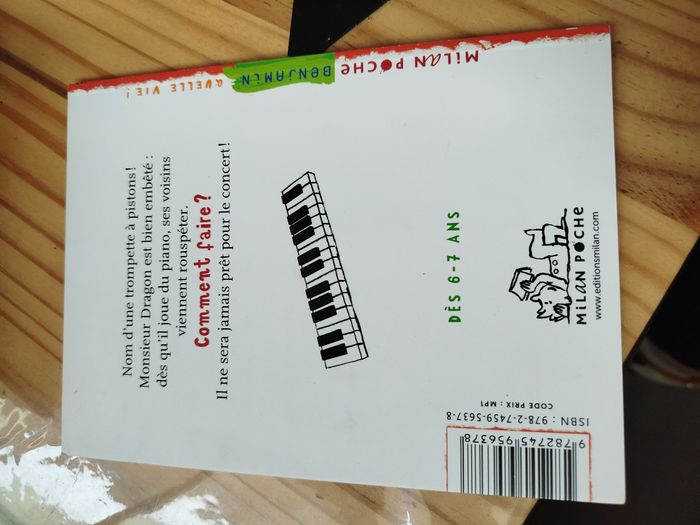 MiLAN POCHE BENJAMIN QUELLE VIE !
Nom d'une trompette à pistons !
Monsieur Dragon est bien embêté :
dès qu'il joue du piano, ses voisins
viennent rouspéter.
Comment faire ?
Il ne sera jamais prêt pour le concert !
DÈS 6-7 ANS
MiLAN POCHE
www.editionsmilan.com
CODE PRIX : MP1
ISBN : 978-2-7459-5637-8
9 782745 956378